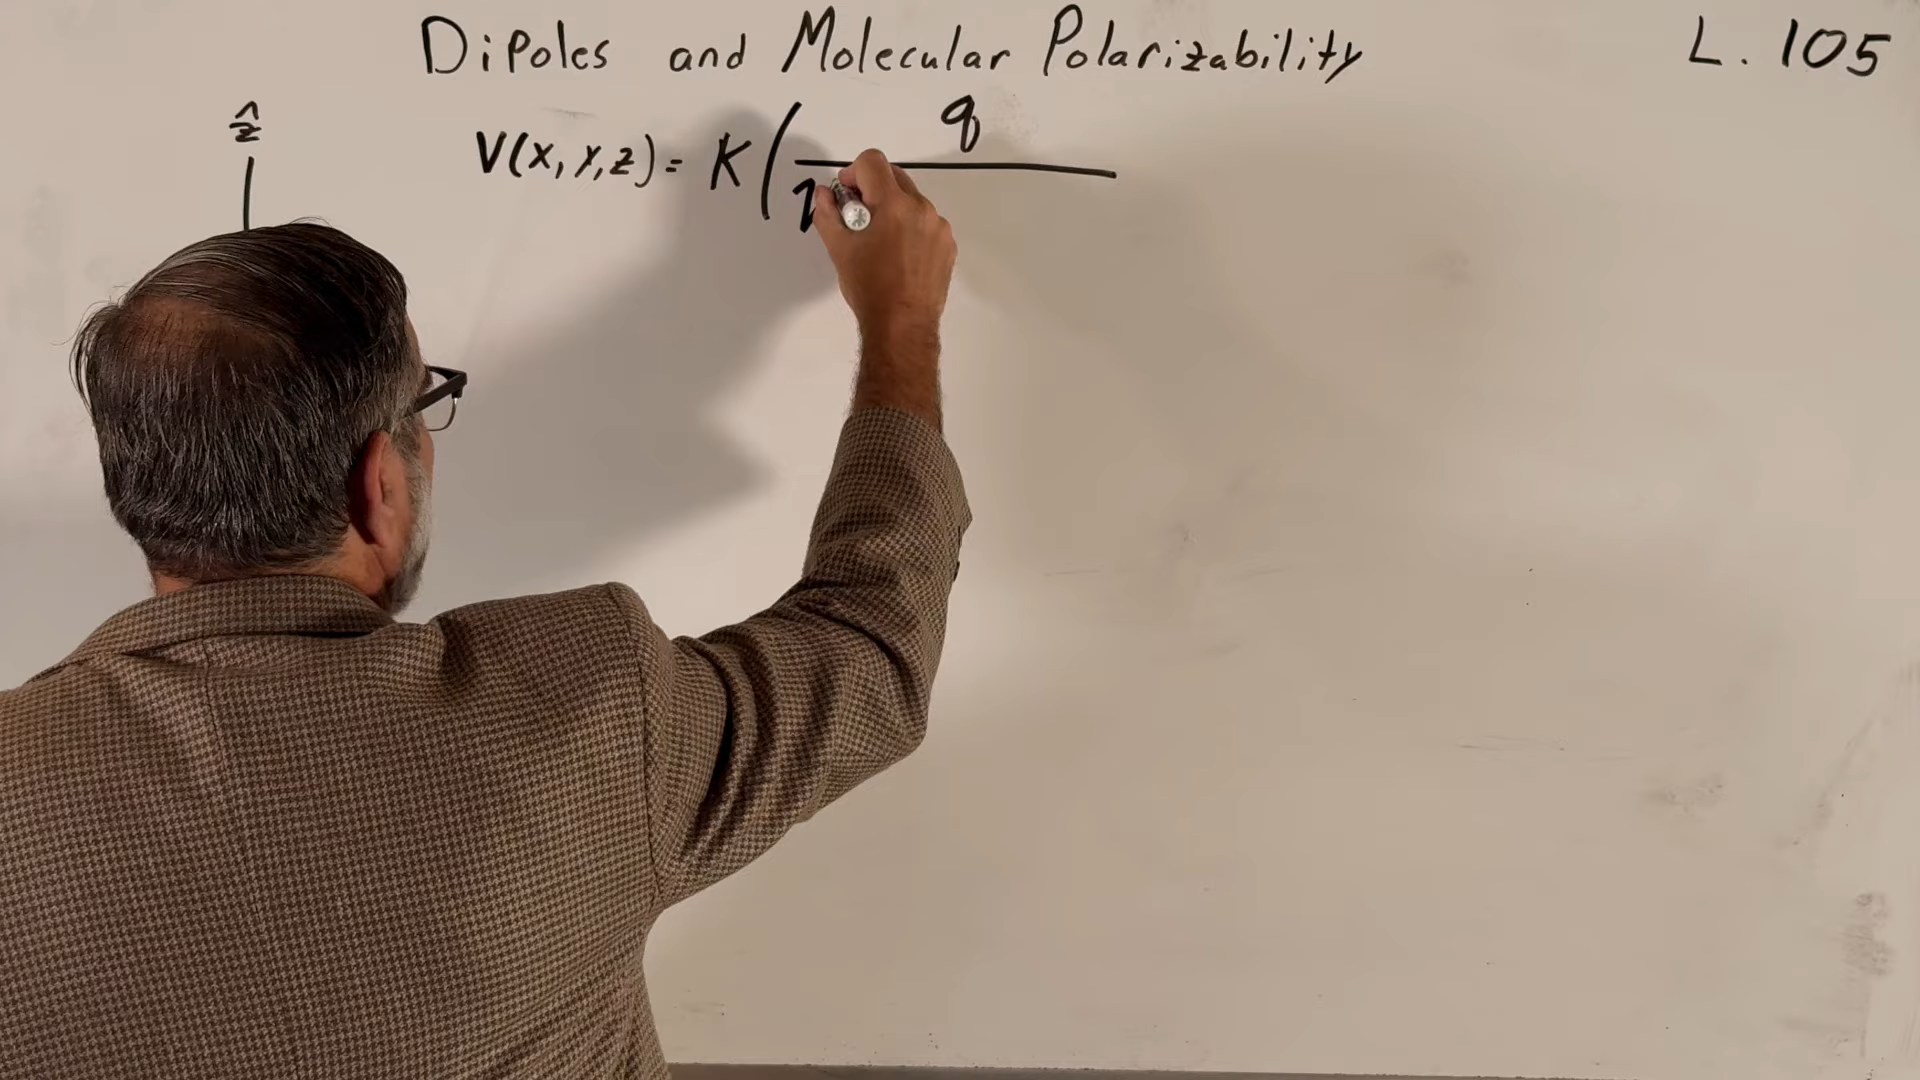 Dipoles and Molecular Polarizability L. 105
ẑ
V(x,y,z)= K( q